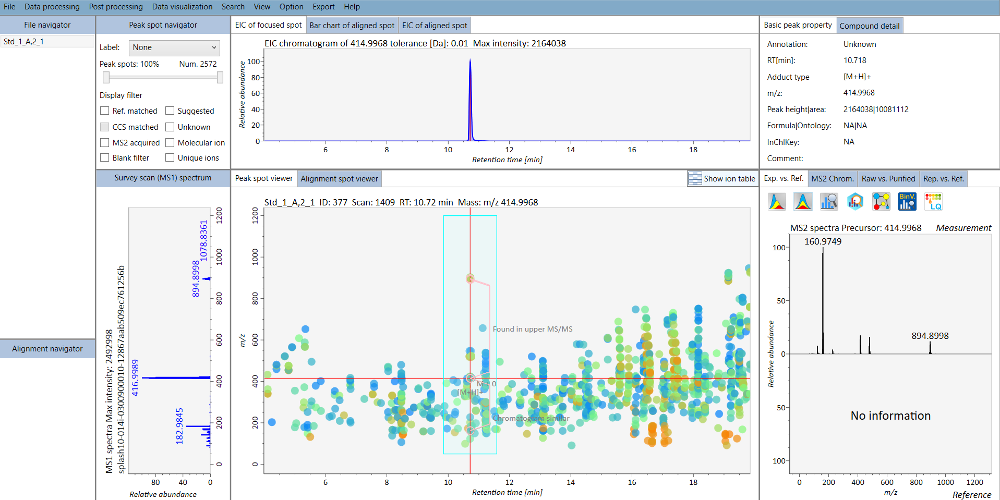 File Data processing Post processing Data visualization Search View Option Export Help
File navigator
Std_1_A,2_1
Alignment navigator
Peak spot navigator
Label: None
Peak spots: 100% Num. 2572
Display filter
Ref. matched Suggested
CCS matched Unknown
MS2 acquired Molecular ion
Blank filter Unique ions
Survey scan (MS1) spectrum
MS1 spectra Max intensity: 2492998
splash10-014i-0300900010-12867aab509ec761256b
416.9989
182.9845
894.8998
1078.8361
1200
1000
800
600
400
200
0
80 40 0
Relative abundance
EIC of focused spot Bar chart of aligned spot EIC of aligned spot
EIC chromatogram of 414.9968 tolerance [Da]: 0.01 Max intensity: 2164038
Relative abundance
100
80
60
40
20
0
6 8 10 12 14 16 18
Retention time [min]
Peak spot viewer Alignment spot viewer Show ion table
Std_1_A,2_1 ID: 377 Scan: 1409 RT: 10.72 min Mass: m/z 414.9968
m/z
1200
1000
800
600
400
200
0
Found in upper MS/MS
M + 0
[M+H]+
Chromatogram similar
6 8 10 12 14 16 18
Retention time [min]
Basic peak property Compound detail
Annotation: Unknown
RT[min]: 10.718
Adduct type [M+H]+
m/z: 414.9968
Peak height|area: 2164038|10081112
Formula|Ontology: NA|NA
InChIKey: NA
Comment:
Exp. vs. Ref. MS2 Chrom. Raw vs. Purified Rep. vs. Ref.
BinV.
LQ
MS2 spectra Precursor: 414.9968 Measurement
160.9749
894.8998
Relative abundance
100
50
0
50
100
No information
0 200 400 600 800 1000 1200
m/z
Reference